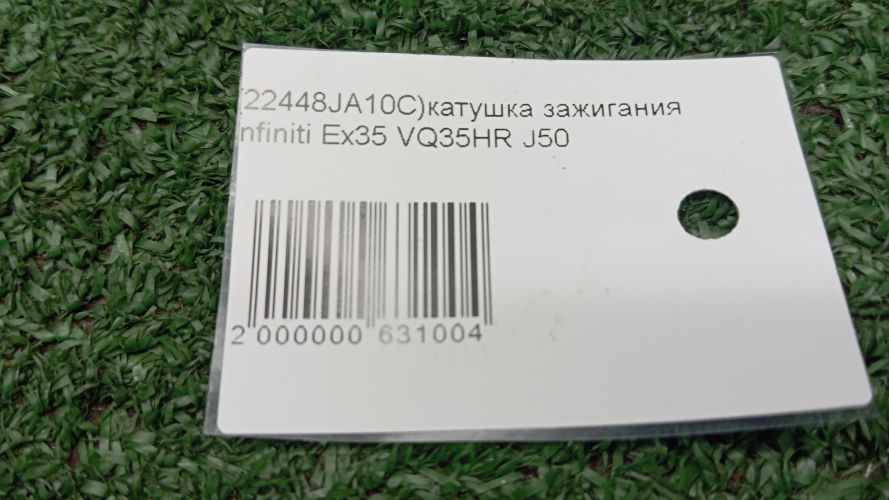 (22448JA10C)катушка зажигания
nfiniti Ex35 VQ35HR J50
2 000000 631004